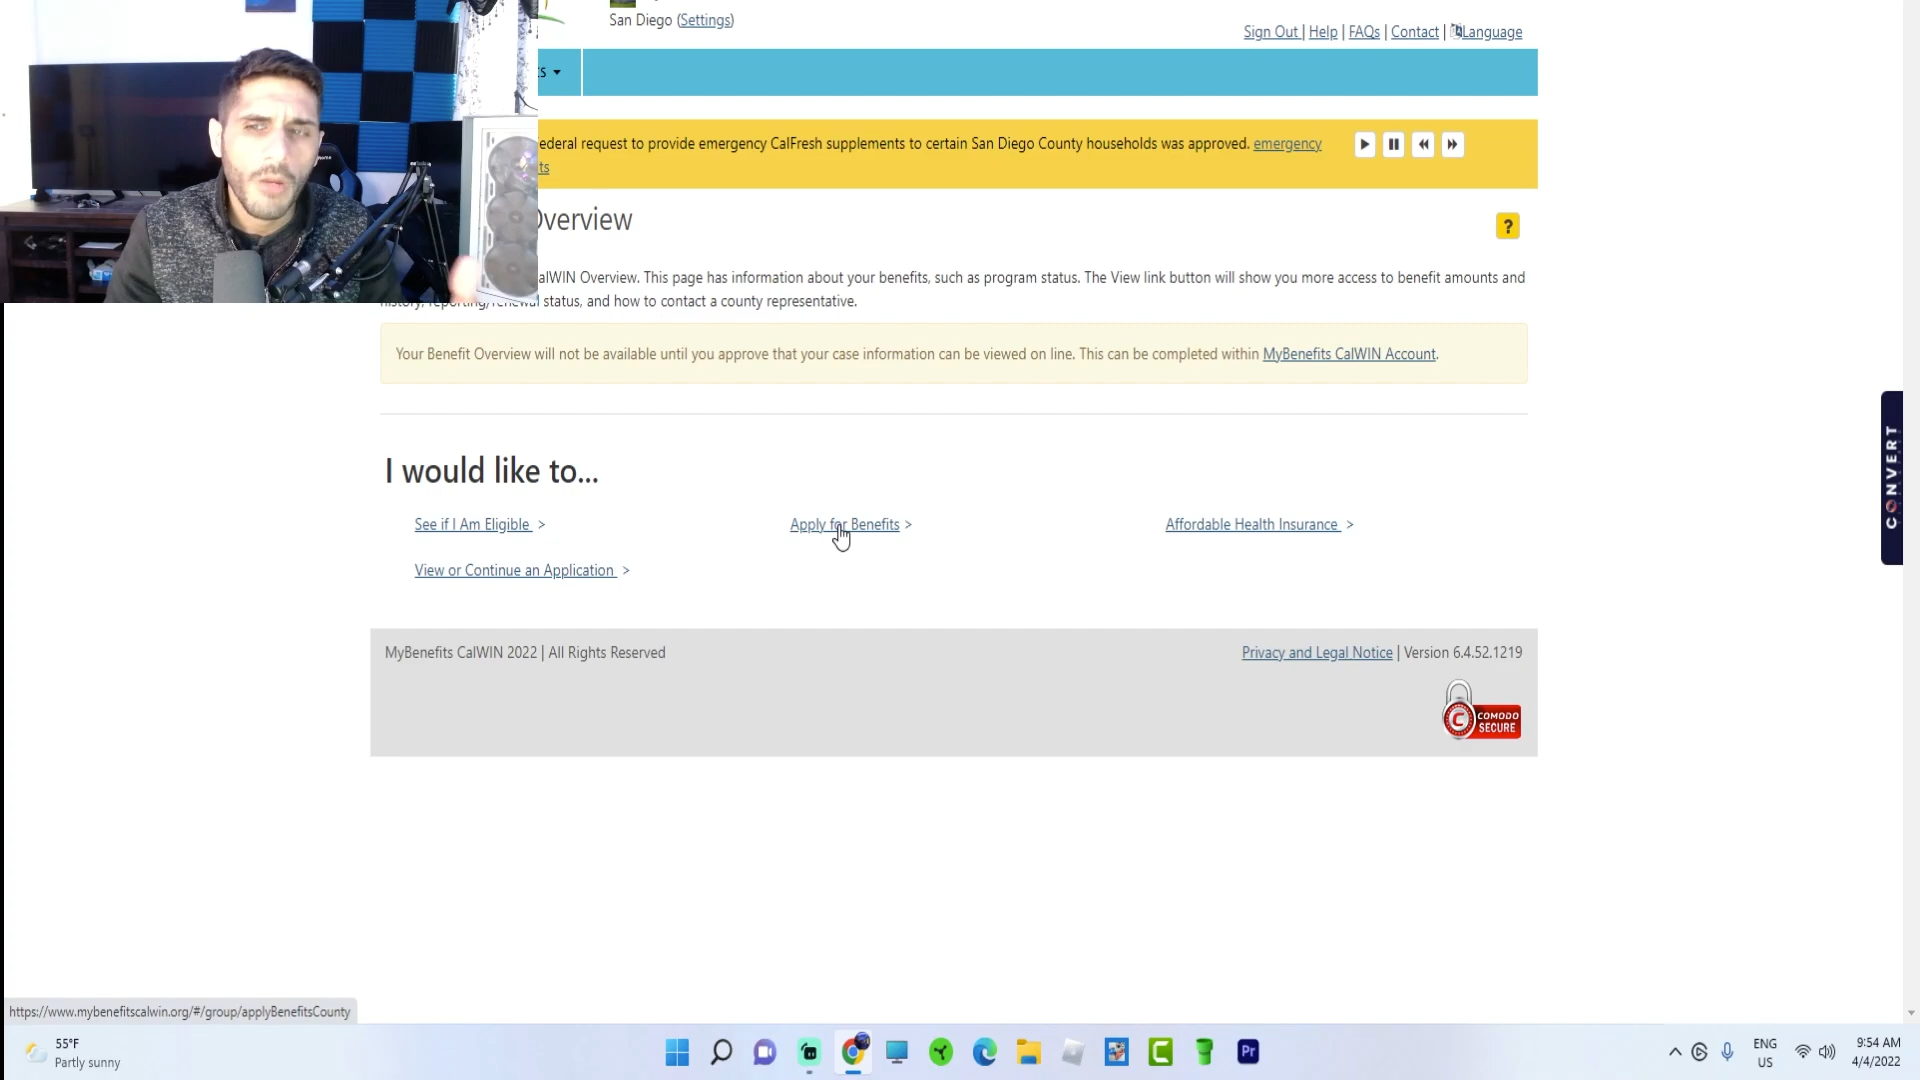 San Diego (Settings)
Sign Out | Help | FAQs | Contact | Language
ederal request to provide emergency CalFresh supplements to certain San Diego County households was approved. emergency
ts
Overview
alWIN Overview. This page has information about your benefits, such as program status. The View link button will show you more access to benefit amounts and
status, and how to contact a county representative.
Your Benefit Overview will not be available until you approve that your case information can be viewed on line. This can be completed within MyBenefits CalWIN Account.
I would like to...
See if I Am Eligible >
Apply for Benefits >
Affordable Health Insurance >
View or Continue an Application >
MyBenefits CalWIN 2022 | All Rights Reserved
Privacy and Legal Notice | Version 6.4.52.1219
COMODO
SECURE
CONVERT
https://www.mybenefitscalwin.org/#/group/applyBenefitsCounty
55°F
Partly sunny
Pr
ENG
US
9:54 AM
4/4/2022